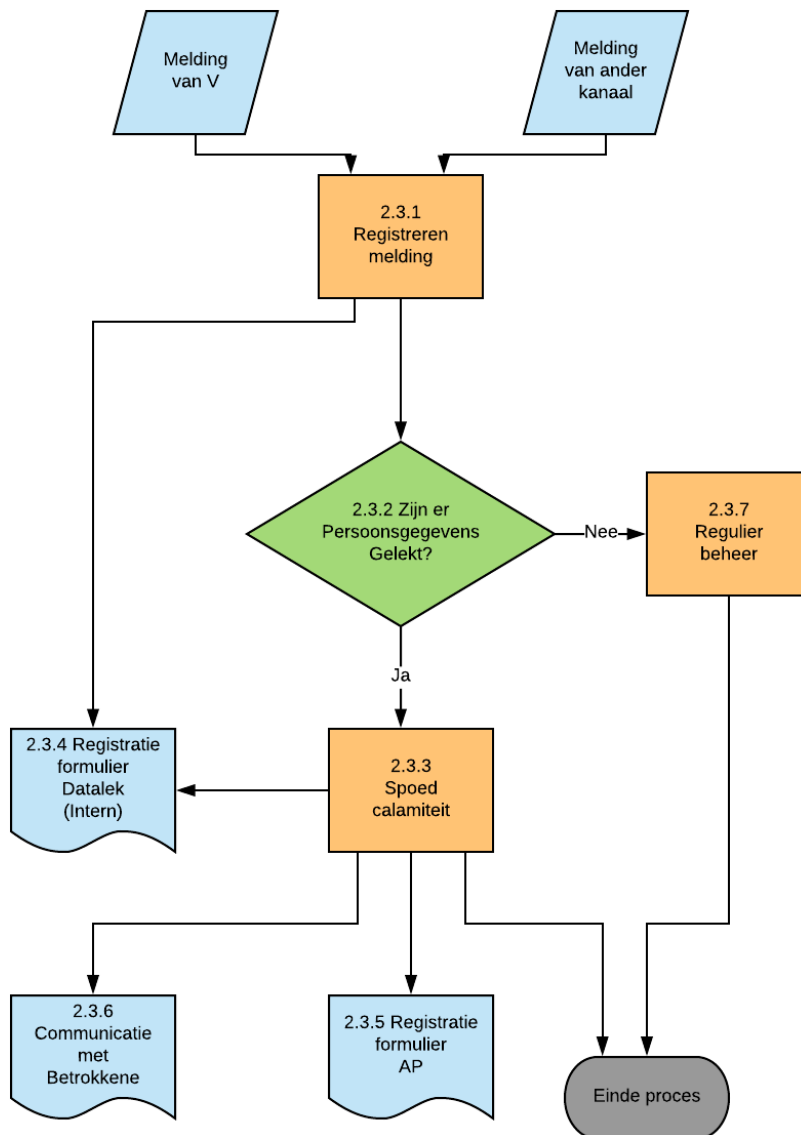 Melding
van V
Melding
van ander
kanaal
2.3.1
Registreren
melding
2.3.2 Zijn er
Persoonsgegevens
Gelekt?
Nee
2.3.7
Regulier
beheer
Ja
2.3.4 Registratie
formulier
Datalek
(Intern)
2.3.3
Spoed
calamiteit
2.3.6
Communicatie
met
Betrokkene
2.3.5 Registratie
formulier
AP
Einde proces